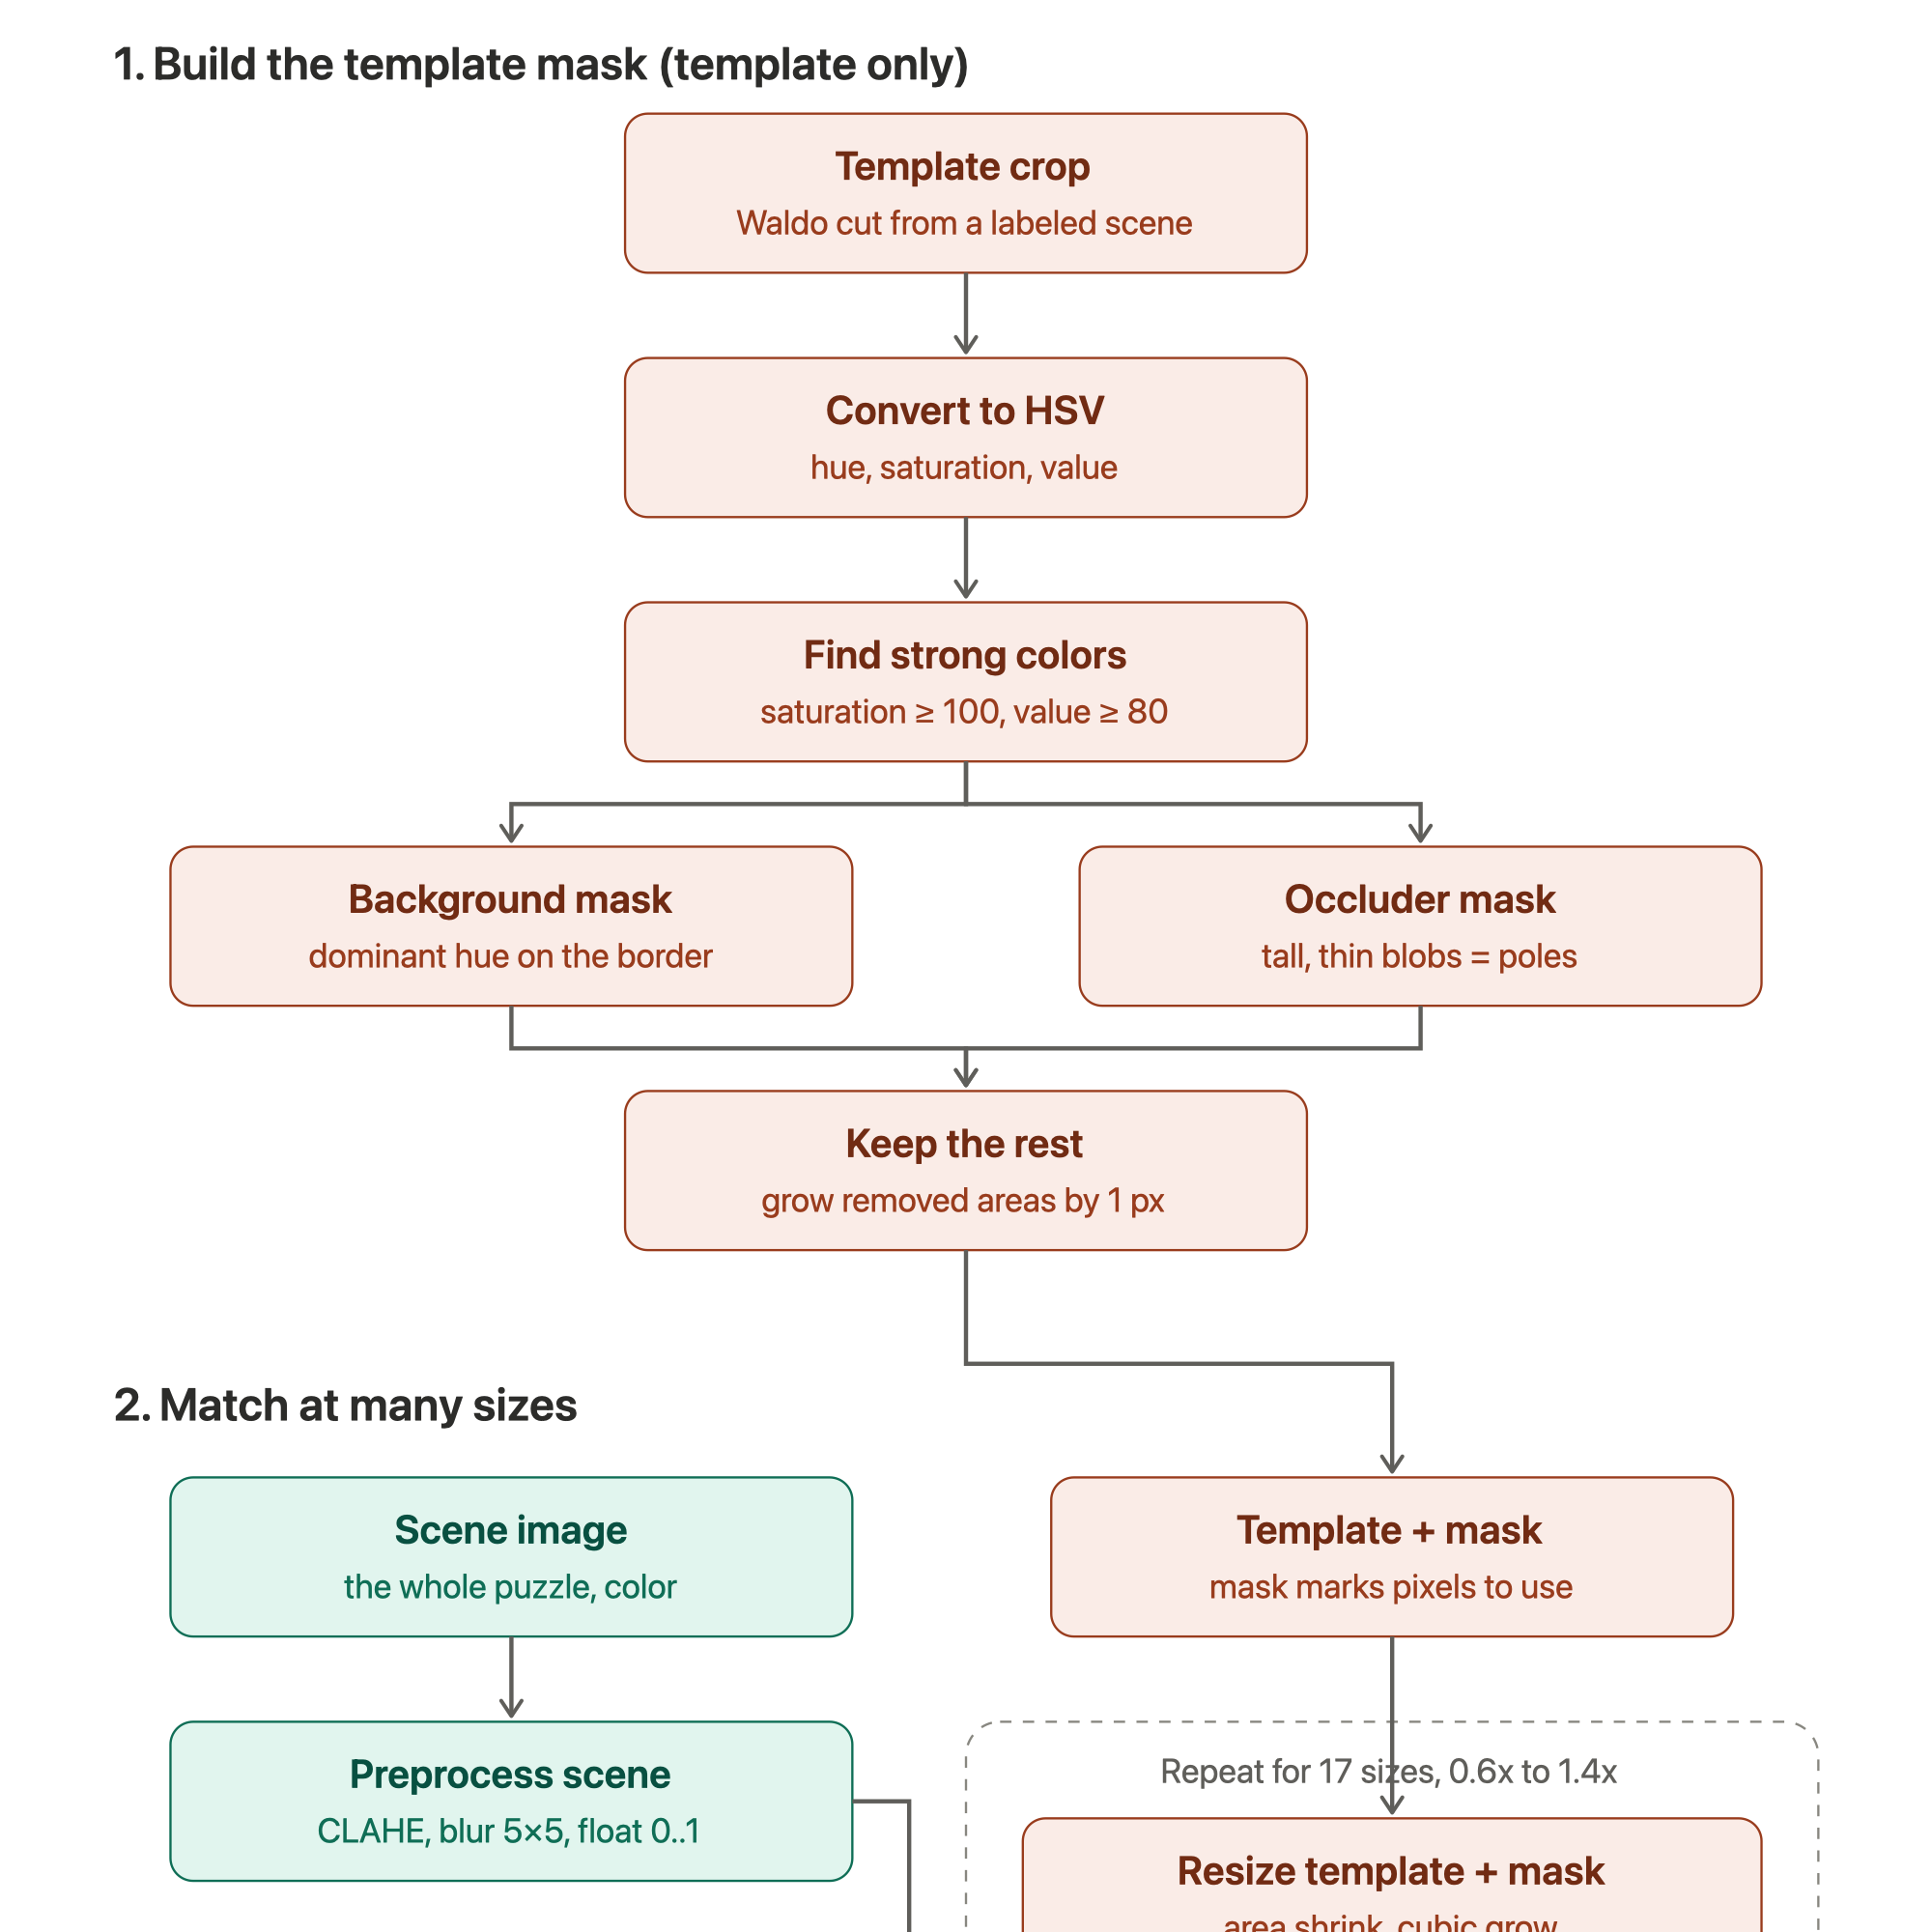 1. Build the template mask (template only)
Template crop
Waldo cut from a labeled scene
Convert to HSV
hue, saturation, value
Find strong colors
saturation ≥ 100, value ≥ 80
Background mask
dominant hue on the border
Occluder mask
tall, thin blobs = poles
Keep the rest
grow removed areas by 1 px
2. Match at many sizes
Scene image
the whole puzzle, color
Template + mask
mask marks pixels to use
Preprocess scene
CLAHE, blur 5×5, float 0..1
Repeat for 17 sizes, 0.6x to 1.4x
Resize template + mask
area shrink, cubic grow